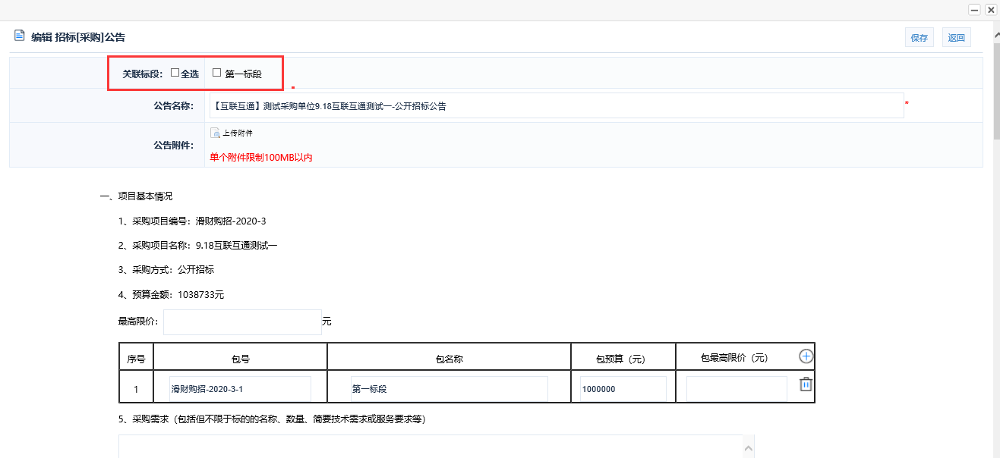 编辑 招标[采购]公告
保存 返回
关联标段： 全选 第一标段
公告名称： 【互联互通】测试采购单位9.18互联互通测试一-公开招标公告 *
公告附件： 上传附件
单个附件限制100MB以内
一、项目基本情况
1、采购项目编号：滑财购招-2020-3
2、采购项目名称：9.18互联互通测试一
3、采购方式：公开招标
4、预算金额：1038733元
最高限价： 元
序号 包号 包名称 包预算（元） 包最高限价（元）
1 滑财购招-2020-3-1 第一标段 1000000
5、采购需求（包括但不限于标的的名称、数量、简要技术需求或服务要求等）